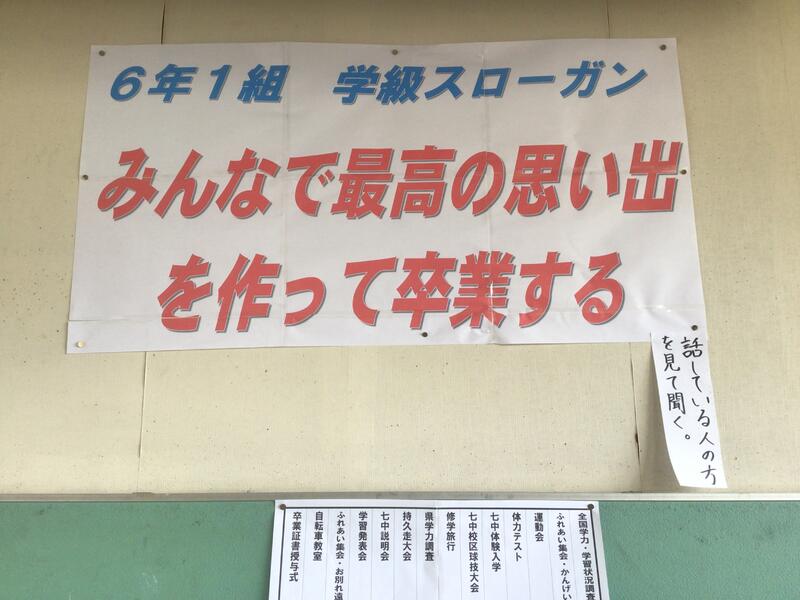 6年1組 学級スローガン
みんなで最高の思い出
を作って卒業する
話している人の方
を見て聞く。
全国学力・学習状況調査
ふれあい集会・かんげい
運動会
体力テスト
七中体験入学
七中校区球技大会
修学旅行
県学力調査
持久走大会
七中説明会
学習発表会
ふれあい集会・お別れ遠
自転車教室
卒業証書授与式